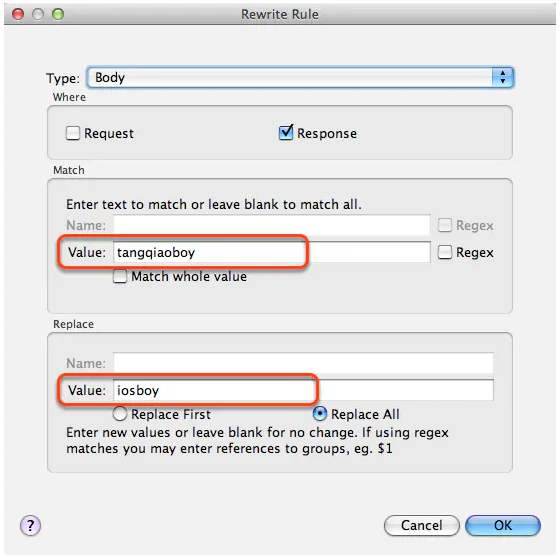 Rewrite Rule
Type: Body
Where
Request Response
Match
Enter text to match or leave blank to match all.
Name: Regex
Value: tangqiaoboy Regex
Match whole value
Replace
Name:
Value: iosboy
Replace First Replace All
Enter new values or leave blank for no change. If using regex
matches you may enter references to groups, eg. $1
? Cancel OK